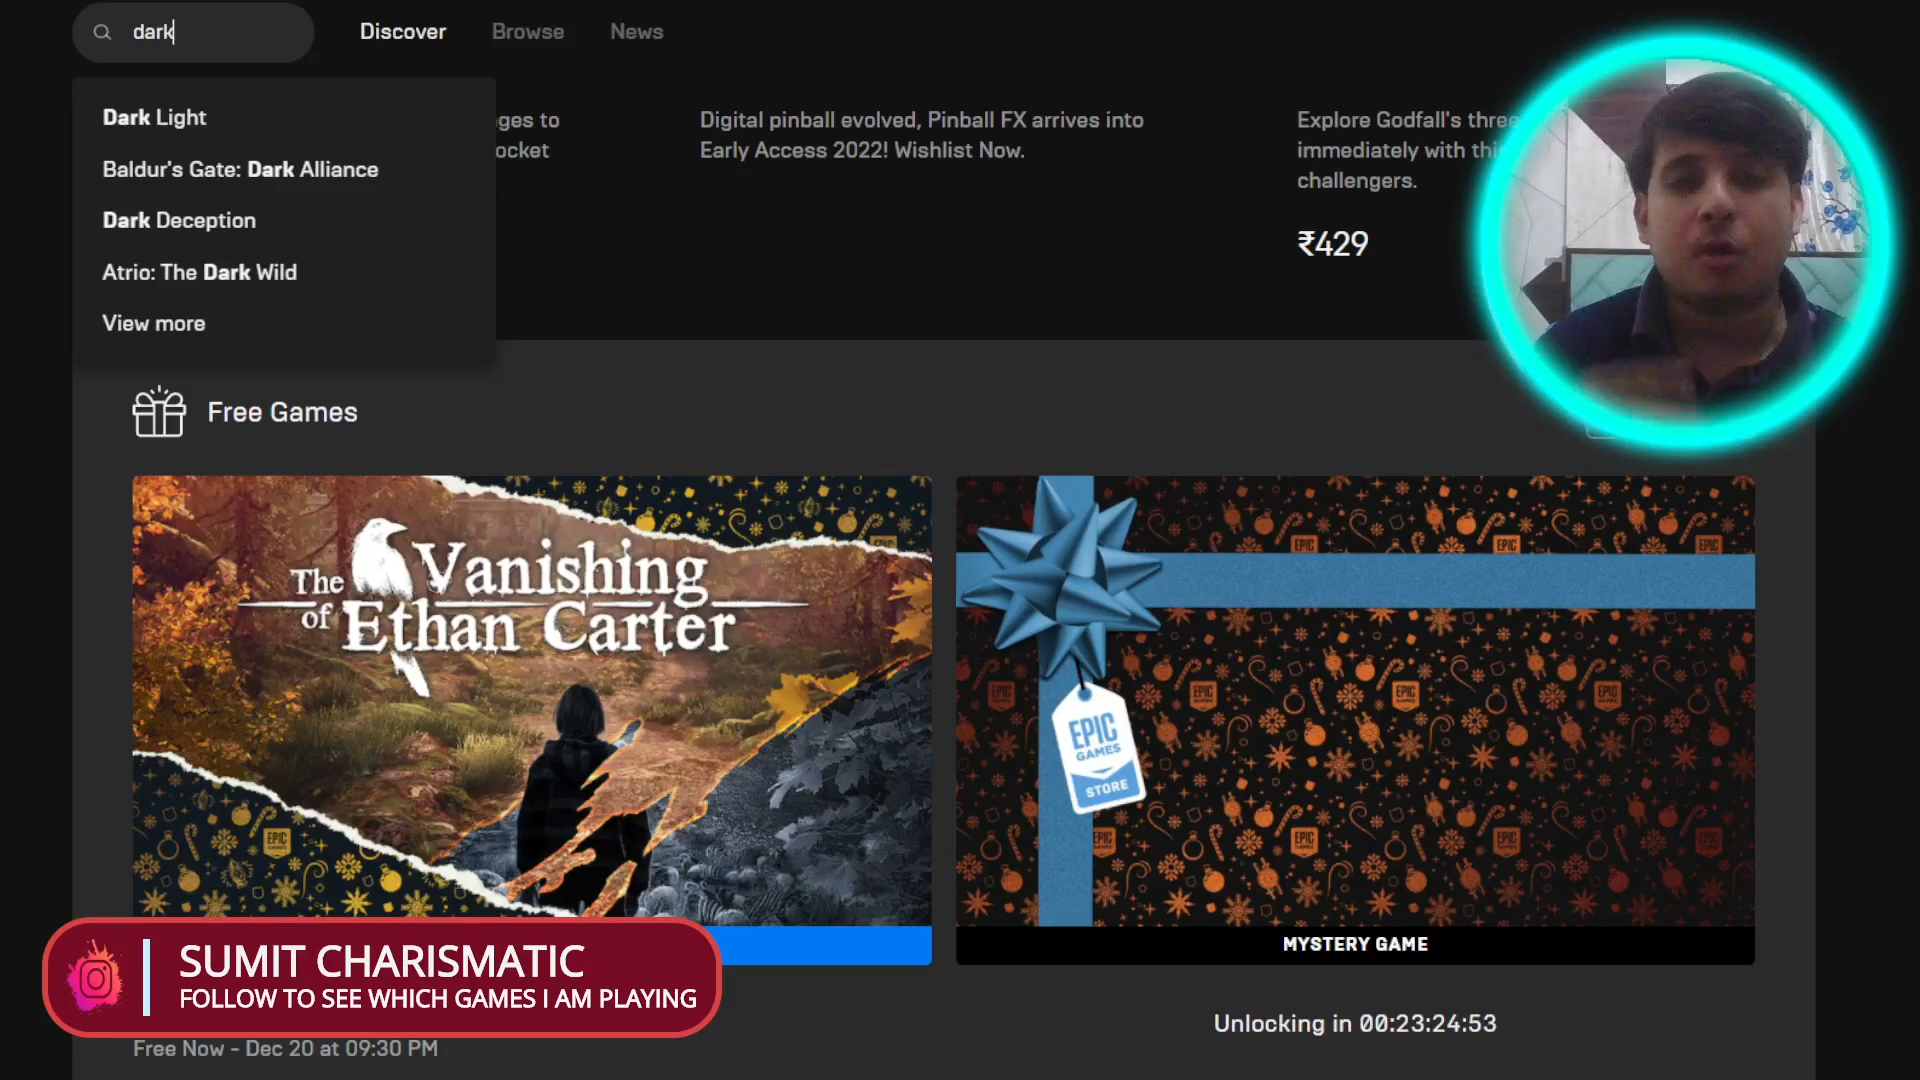 dark
Discover
Browse
News
Dark Light
Baldur's Gate: Dark Alliance
Dark Deception
Atrio: The Dark Wild
View more
ges to
ocket
Digital pinball evolved, Pinball FX arrives into
Early Access 2022! Wishlist Now.
Explore Godfall's three
immediately with
challengers.
₹429
Free Games
The Vanishing
of Ethan Carter
EPIC
GAMES
STORE
MYSTERY GAME
SUMIT CHARISMATIC
FOLLOW TO SEE WHICH GAMES I AM PLAYING
Free Now - Dec 20 at 09:30 PM
Unlocking in 00:23:24:53